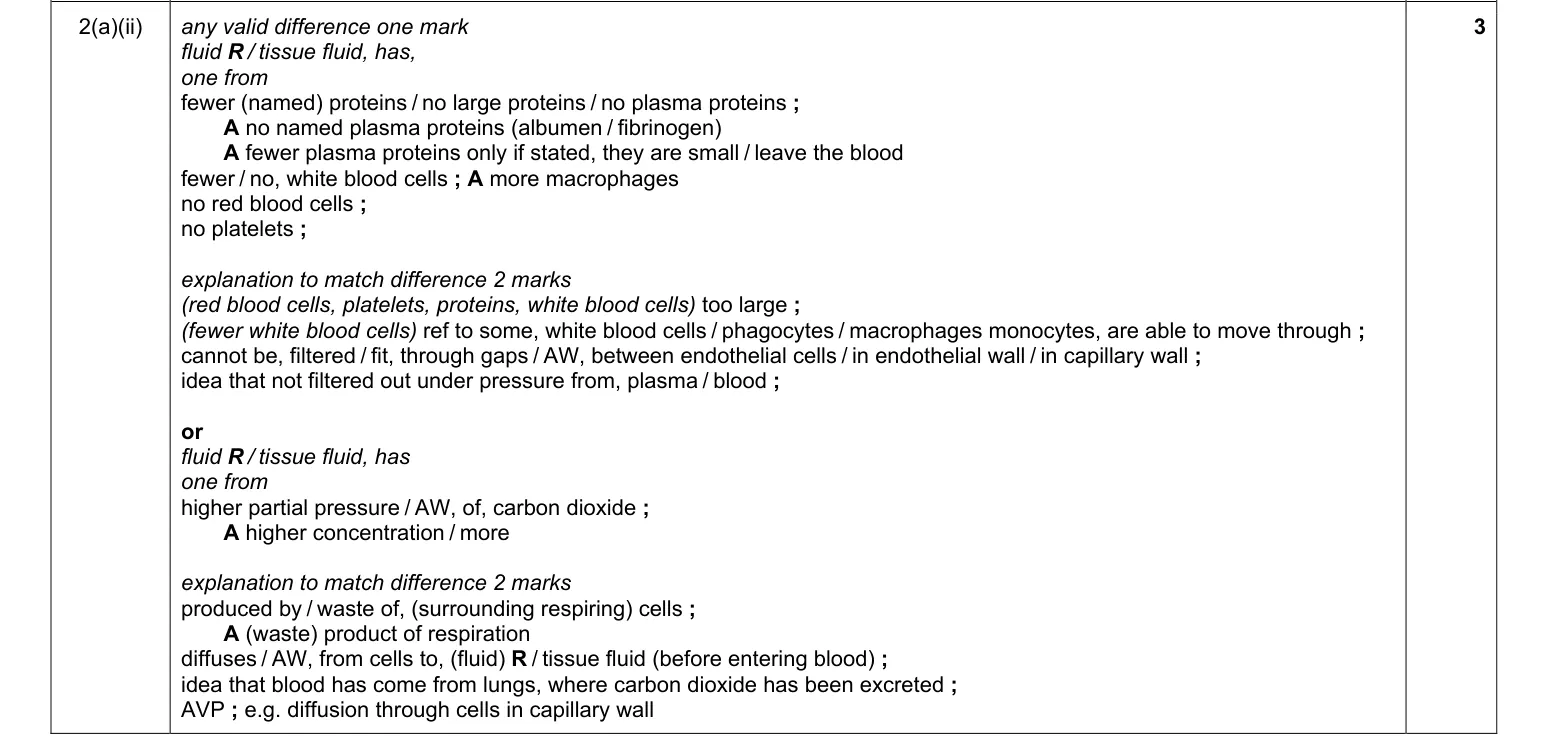 2(a)(ii)
any valid difference one mark
3
fluid R / tissue fluid, has,
one from
fewer (named) proteins / no large proteins / no plasma proteins ;
A no named plasma proteins (albumen / fibrinogen)
A fewer plasma proteins only if stated, they are small / leave the blood
fewer / no, white blood cells ; A more macrophages
no red blood cells ;
no platelets ;
explanation to match difference 2 marks
(red blood cells, platelets, proteins, white blood cells) too large ;
(fewer white blood cells) ref to some, white blood cells / phagocytes / macrophages monocytes, are able to move through ;
cannot be, filtered / fit, through gaps / AW, between endothelial cells / in endothelial wall / in capillary wall ;
idea that not filtered out under pressure from, plasma / blood ;
or
fluid R / tissue fluid, has
one from
higher partial pressure / AW, of, carbon dioxide ;
A higher concentration / more
explanation to match difference 2 marks
produced by / waste of, (surrounding respiring) cells ;
A (waste) product of respiration
diffuses / AW, from cells to, (fluid) R / tissue fluid (before entering blood) ;
idea that blood has come from lungs, where carbon dioxide has been excreted ;
AVP ; e.g. diffusion through cells in capillary wall